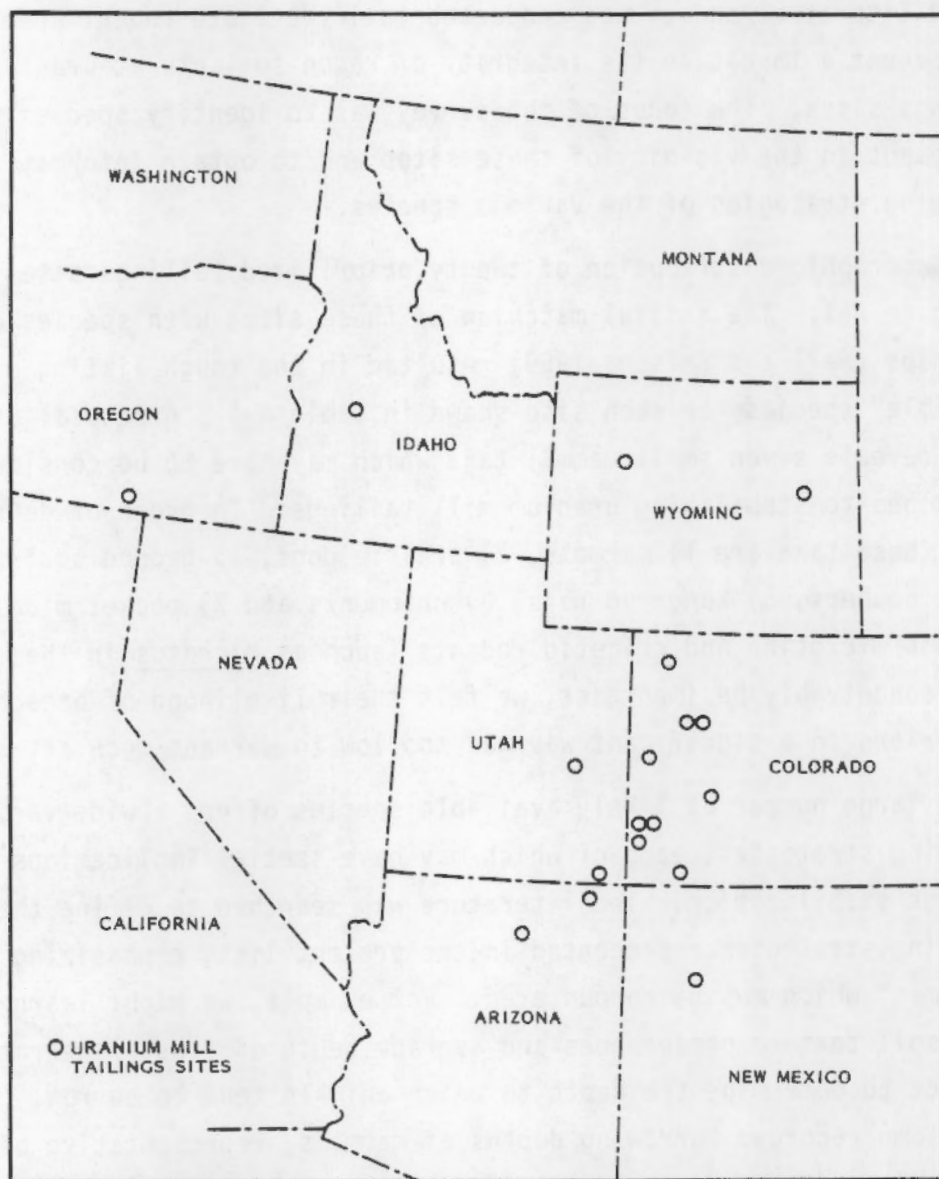 WASHINGTON
MONTANA
OREGON
IDAHO
WYOMING
NEVADA
UTAH
COLORADO
CALIFORNIA
ARIZONA
NEW MEXICO
URANIUM MILL
TAILINGS SITES